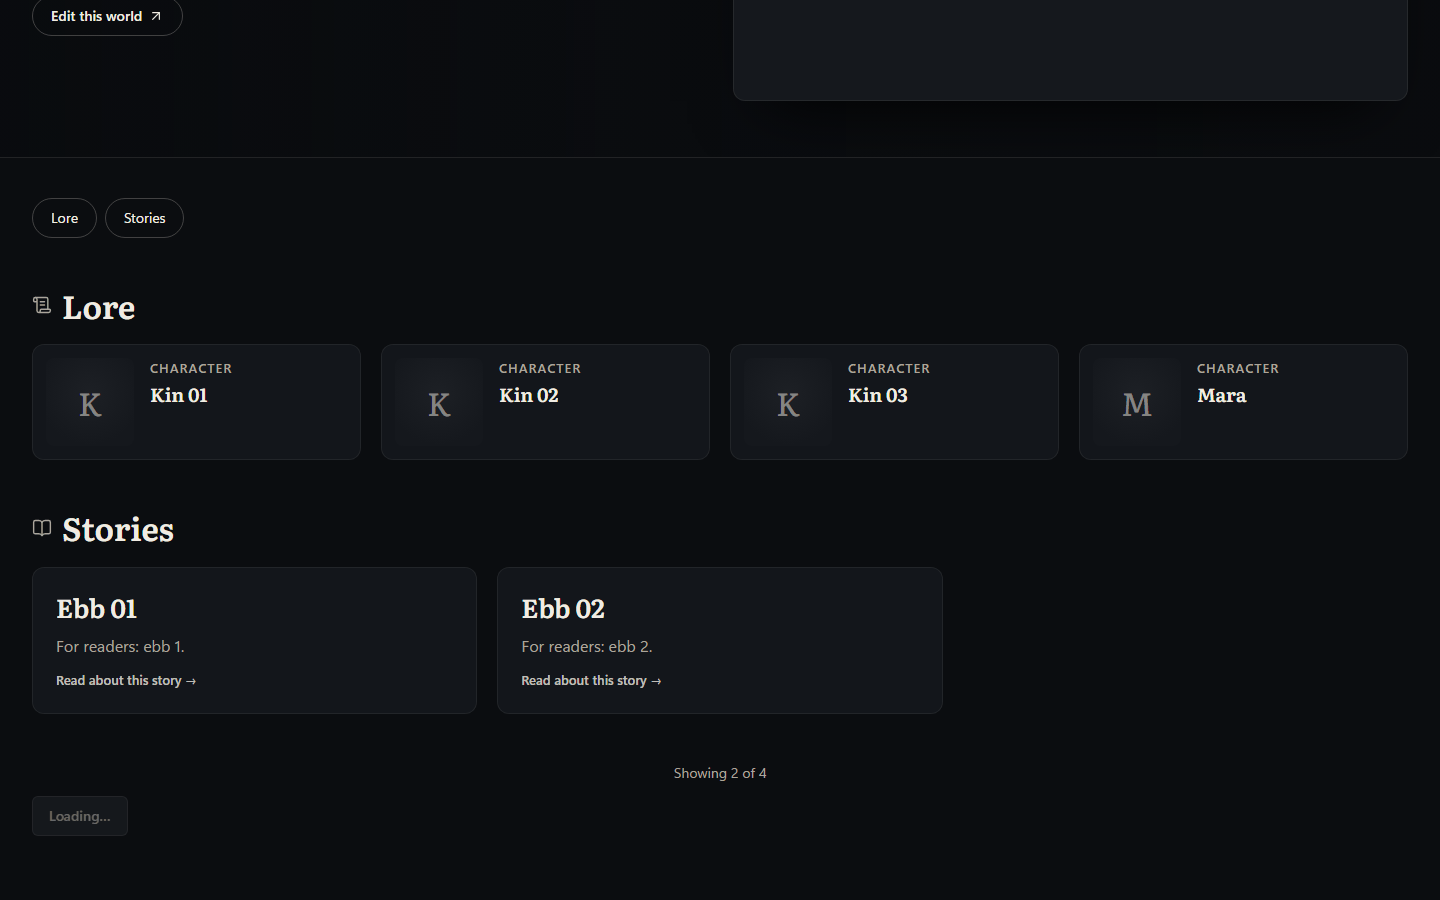 Edit this world
Lore
Stories
Lore
K
CHARACTER
Kin 01
K
CHARACTER
Kin 02
K
CHARACTER
Kin 03
M
CHARACTER
Mara
Stories
Ebb 01
For readers: ebb 1.
Read about this story →
Ebb 02
For readers: ebb 2.
Read about this story →
Showing 2 of 4
Loading...